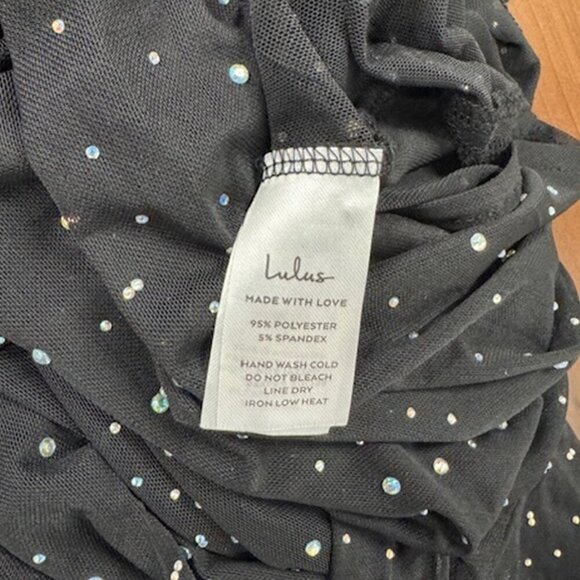 Lulus
MADE WITH LOVE
95% POLYESTER
5% SPANDEX
HAND WASH COLD
DO NOT BLEACH
LINE DRY
IRON LOW HEAT